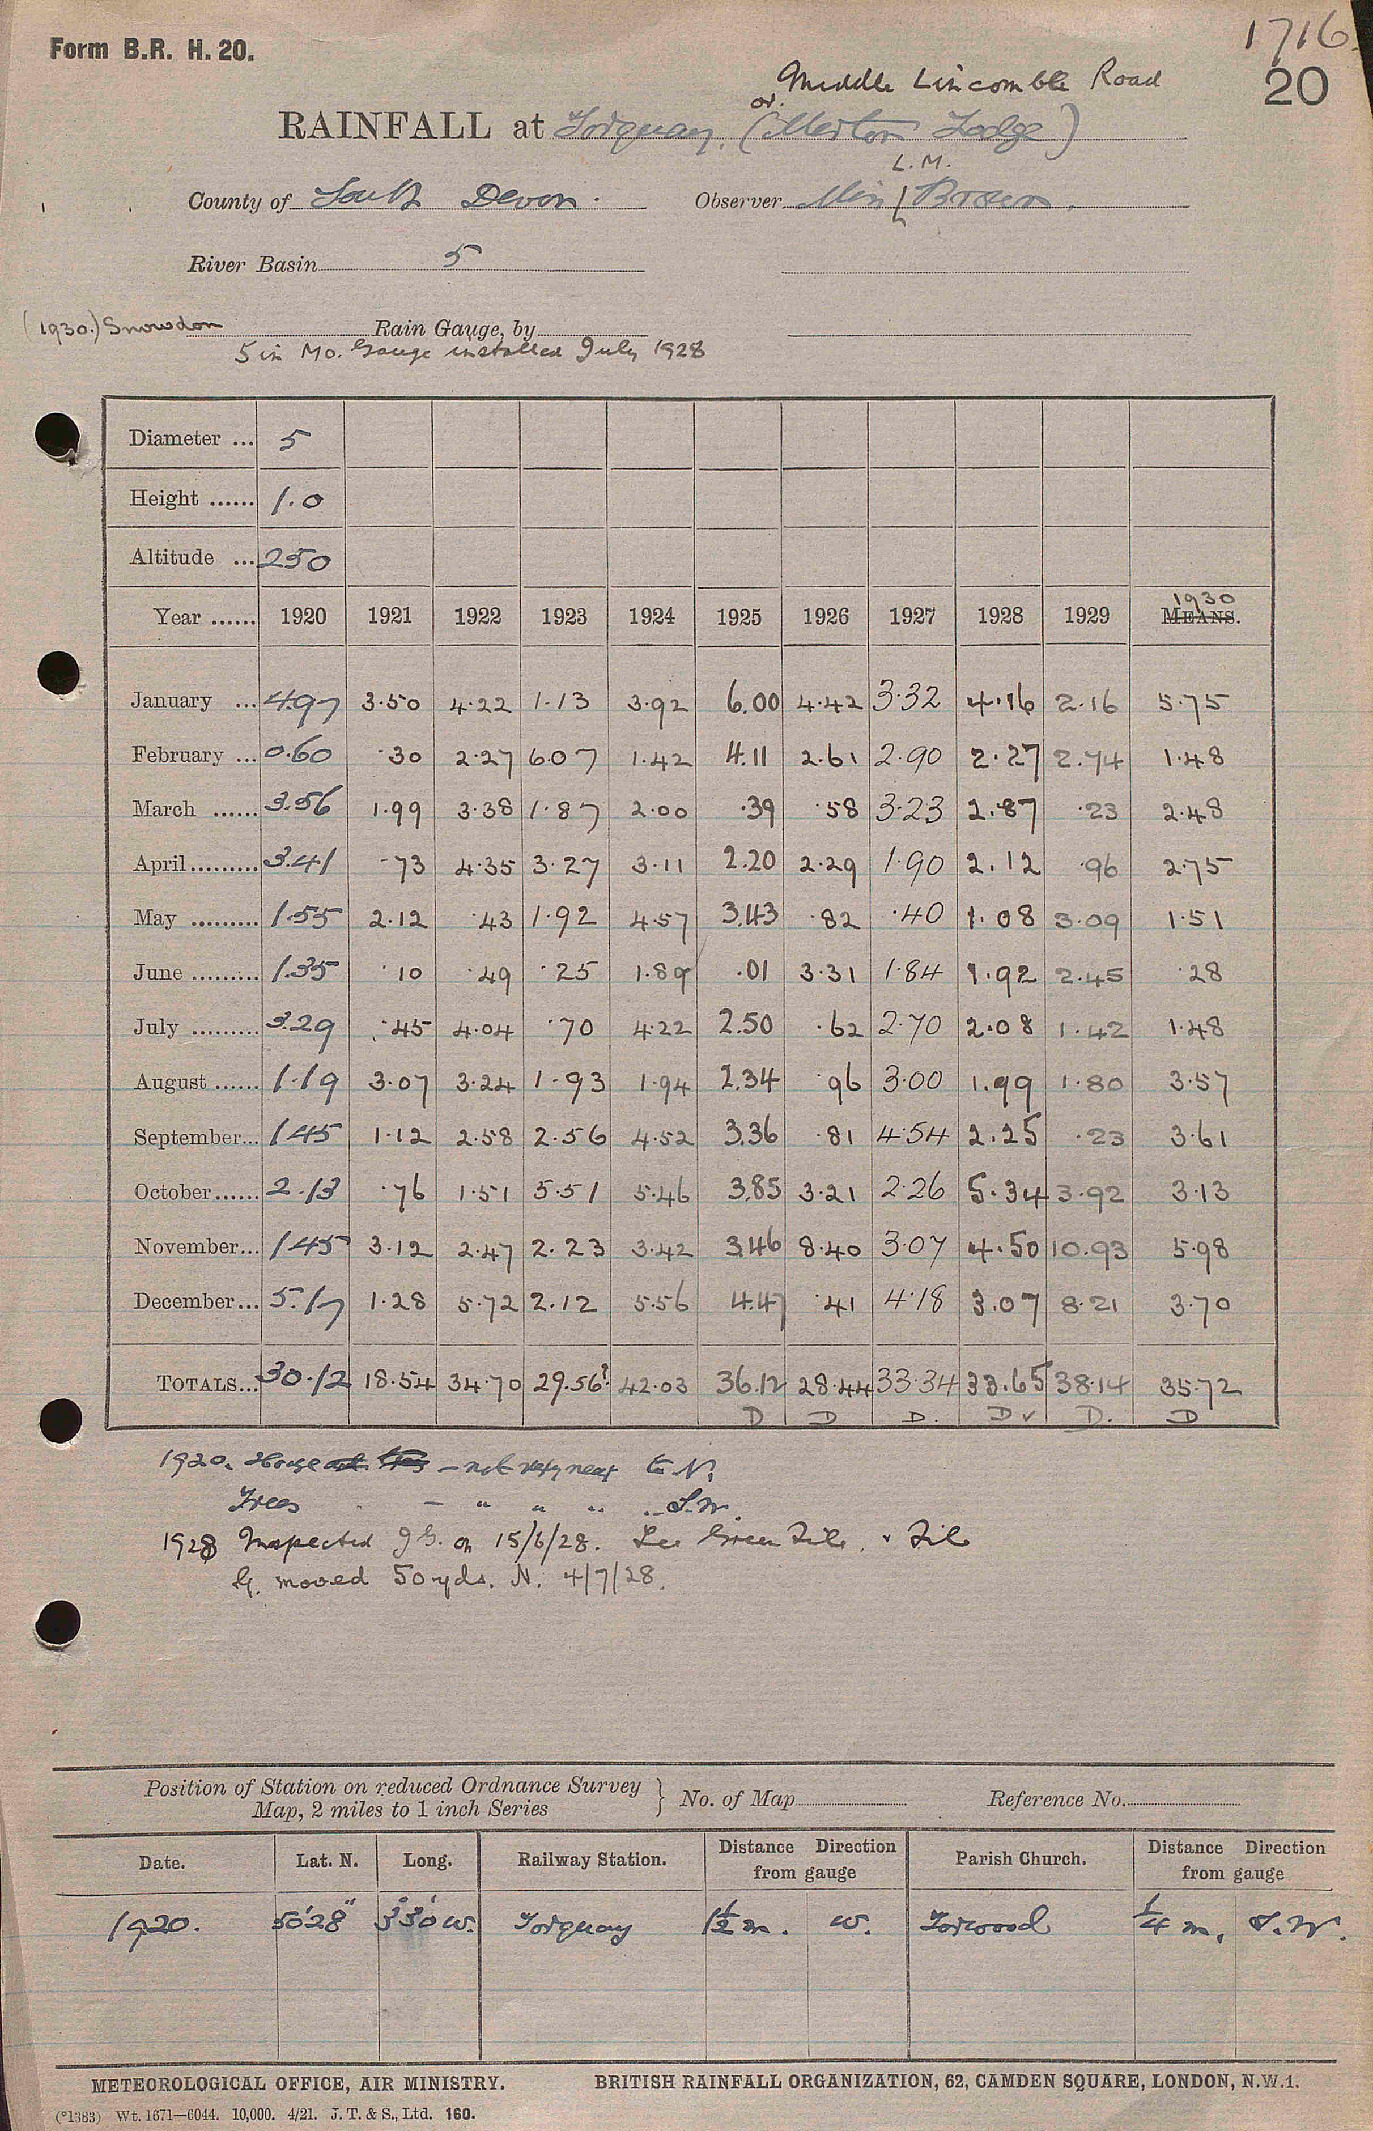 1716
Form B.R. H. 20.
20
Middle Lincombe Road
or
RAINFALL at Torquay, (Merton Lodge)
L. M.
County of South Devon. Observer Miss Brown.
River Basin 5
(1930.) Snowdon Rain Gauge, by
5 in Mo. Gauge installed July 1928
Diameter ... 5
Height ...... 1.0
Altitude ... 250
1930
Year ...... 1920 1921 1922 1923 1924 1925 1926 1927 1928 1929 MEANS.
January ... 4.97 3.50 4.22 1.13 3.92 6.00 4.42 3.32 4.16 2.16 5.75
February ... 0.60 .30 2.27 6.07 1.42 4.11 2.61 2.90 2.27 2.74 1.48
March ...... 3.56 1.99 3.38 1.87 2.00 .39 .58 3.23 2.87 .23 2.48
April ......... 3.41 .73 4.35 3.27 3.11 2.20 2.29 1.90 2.12 .96 2.75
May ......... 1.55 2.12 .43 1.92 4.57 3.43 .82 .40 1.08 3.09 1.51
June ......... 1.35 .10 .49 .25 1.89 .01 3.31 1.84 1.92 2.45 .28
July ......... 3.29 .45 4.04 .70 4.22 2.50 .62 2.70 2.08 1.42 1.48
August ...... 1.19 3.07 3.24 1.93 1.94 2.34 .96 3.00 1.99 1.80 3.57
September... 1.45 1.12 2.58 2.56 4.52 3.36 .81 4.54 2.25 .23 3.61
October ...... 2.13 .76 1.51 5.51 5.46 3.85 3.21 2.26 5.34 3.92 3.13
November... 1.45 3.12 2.47 2.23 3.42 3.46 8.40 3.07 4.50 10.93 5.98
December... 5.17 1.28 5.72 2.12 5.56 4.47 .41 4.18 3.07 8.21 3.70
TOTALS... 30.12 18.54 34.70 29.56? 42.03 36.12 28.44 33.34 33.65 38.14 35.72
D D D. D ✓ D. D
1920. House – not very near to N.
Trees – " " " .. S.W.
1928 Inspected J.G. on 15/6/28. See Green File. File
G. moved 50 yds. N. 4/7/28.
Position of Station on reduced Ordnance Survey
Map, 2 miles to 1 inch Series } No. of Map Reference No.
Date. Lat. N. Long. Railway Station. Distance Direction from gauge Parish Church. Distance Direction from gauge
1920. 50°28" 3°30' W. Torquay 1½ m. W. Torwood ¼ m. S.W.
METEOROLOGICAL OFFICE, AIR MINISTRY. BRITISH RAINFALL ORGANIZATION, 62, CAMDEN SQUARE, LONDON, N.W.1.
(*1383) Wt. 1671—6044. 10,000. 4/21. J. T. & S., Ltd. 160.